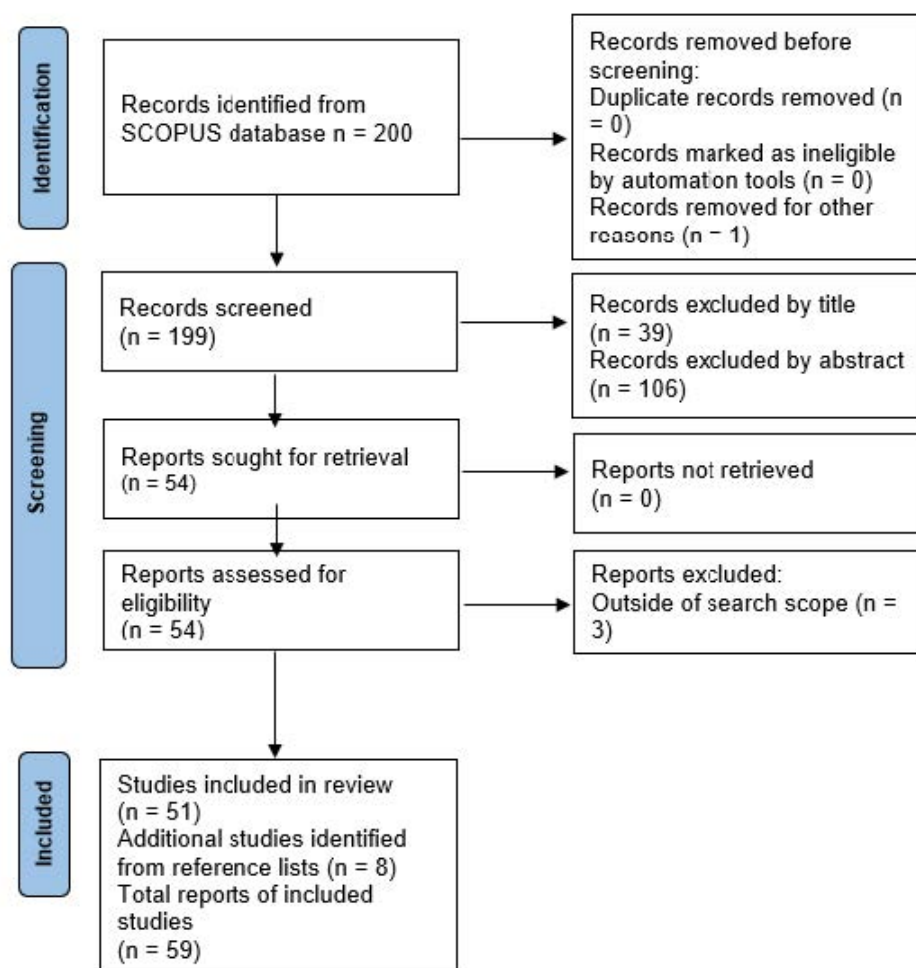 Identification
Records identified from
SCOPUS database n = 200
Records removed before
screening:
Duplicate records removed (n
= 0)
Records marked as ineligible
by automation tools (n = 0)
Records removed for other
reasons (n = 1)
Screening
Records screened
(n = 199)
Records excluded by title
(n = 39)
Records excluded by abstract
(n = 106)
Reports sought for retrieval
(n = 54)
Reports not retrieved
(n = 0)
Reports assessed for
eligibility
(n = 54)
Reports excluded:
Outside of search scope (n =
3)
Included
Studies included in review
(n = 51)
Additional studies identified
from reference lists (n = 8)
Total reports of included
studies
(n = 59)